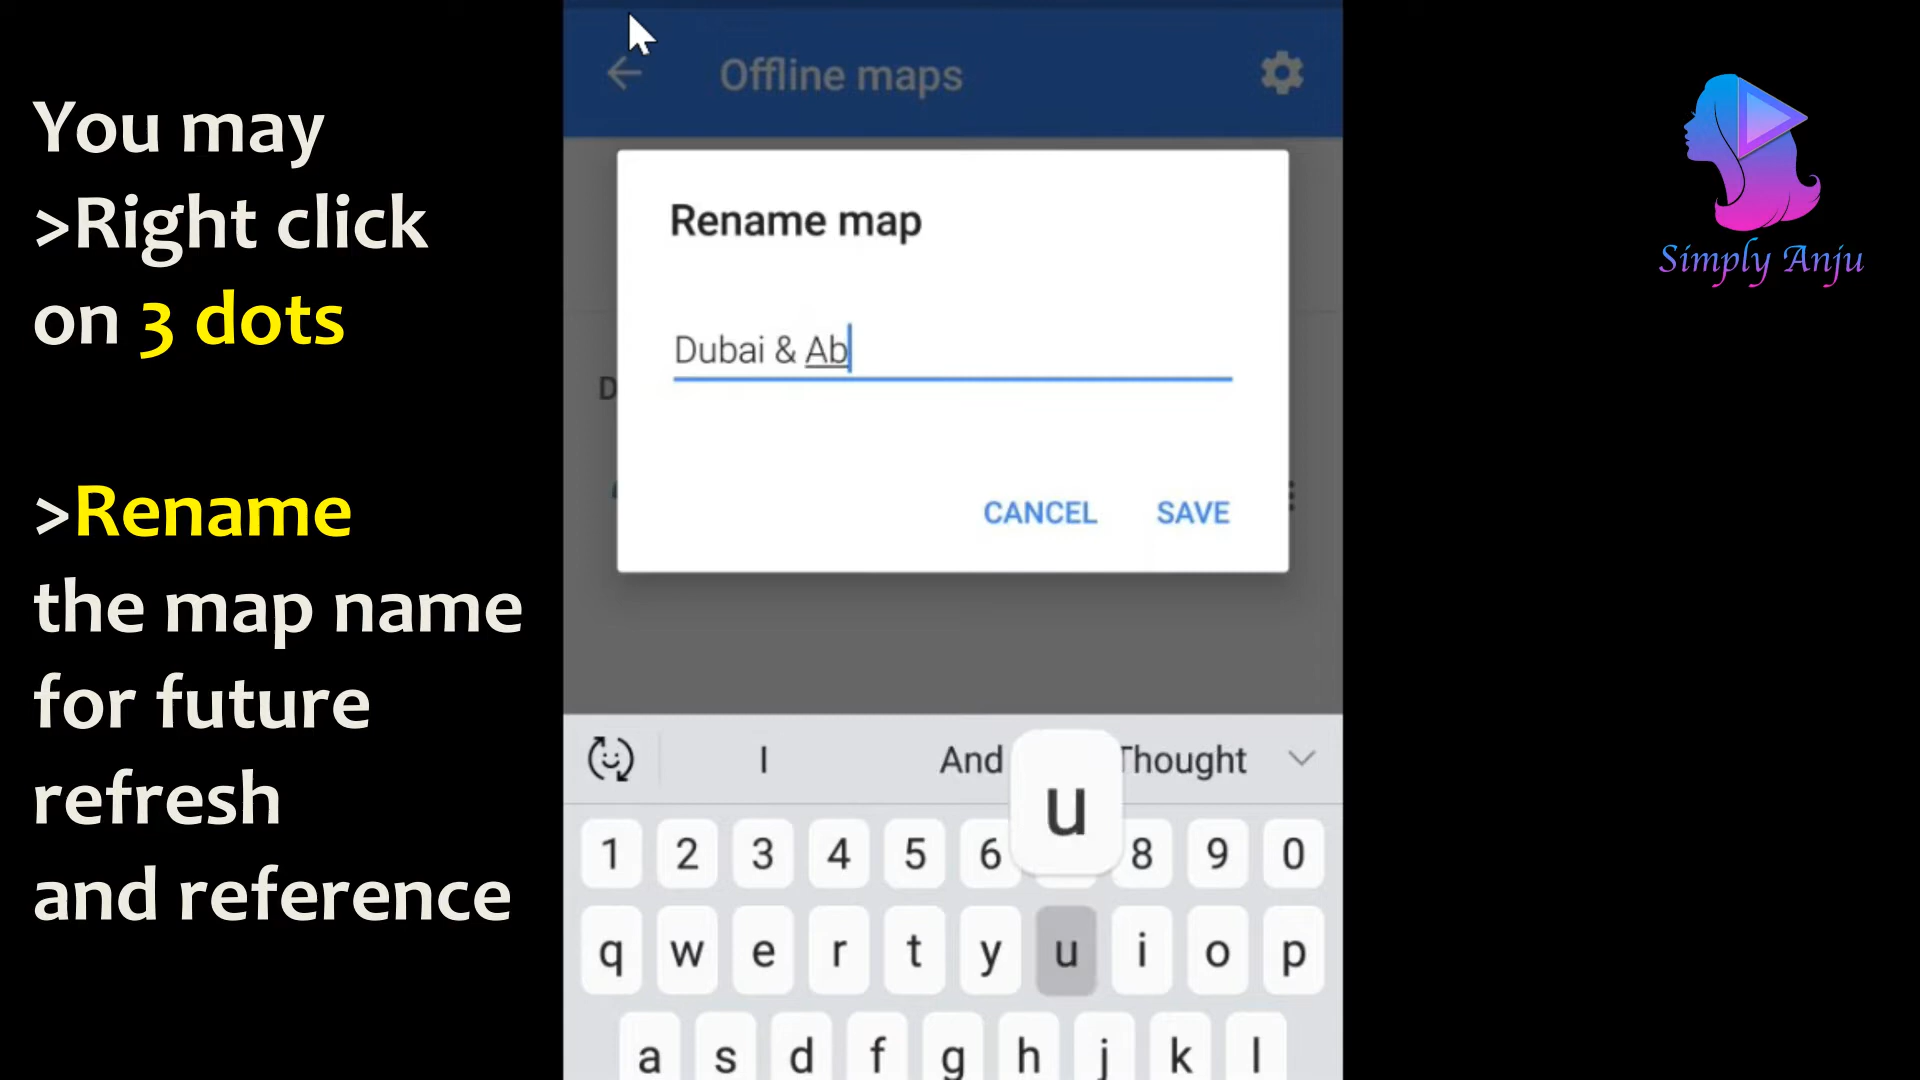 You may
>Right click
on 3 dots
>Rename
the map name
for future
refresh
and reference
Offline maps
Rename map
Dubai & Ab
D
CANCEL SAVE
I And Thought
u
1 2 3 4 5 6 8 9 0
q w e r t y u i o p
a s d f g h j k l
Simply Anju